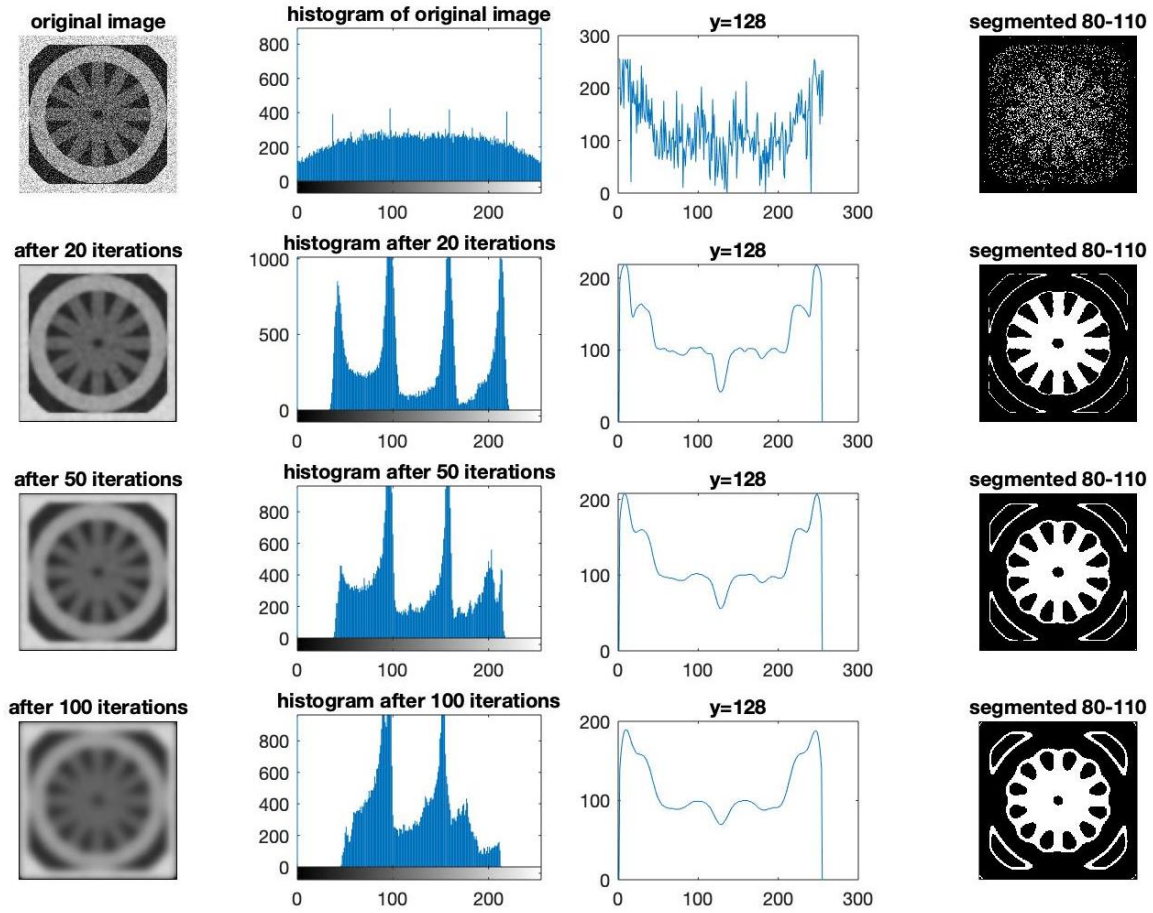 original image
histogram of original image
y=128
segmented 80-110
800
600
400
200
0
0 100 200
300
200
100
0
0 100 200 300
after 20 iterations
histogram after 20 iterations
y=128
segmented 80-110
1000
500
0
0 100 200
200
100
0
0 100 200 300
after 50 iterations
histogram after 50 iterations
y=128
segmented 80-110
800
600
400
200
0
0 100 200
200
100
0
0 100 200 300
after 100 iterations
histogram after 100 iterations
y=128
segmented 80-110
800
600
400
200
0
0 100 200
200
100
0
0 100 200 300